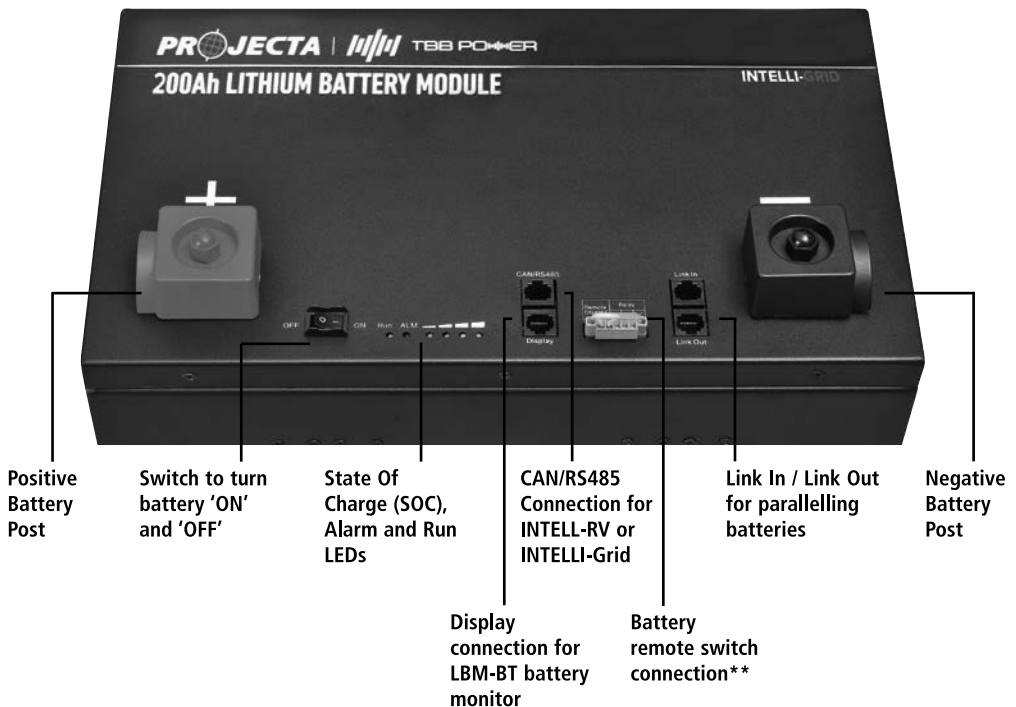 PROJECTA | TBB POWER
200Ah LITHIUM BATTERY MODULE
INTELLI-GRID
+
−
CAN/RS485
Link In
Relay
OFF
ON
Run
ALM
Display
Link Out
Positive
Battery
Post
Switch to turn
battery ‘ON’
and ‘OFF’
State Of
Charge (SOC),
Alarm and Run
LEDs
CAN/RS485
Connection for
INTELL-RV or
INTELLI-Grid
Link In / Link Out
for parallelling
batteries
Negative
Battery
Post
Display
connection for
LBM-BT battery
monitor
Battery
remote switch
connection**